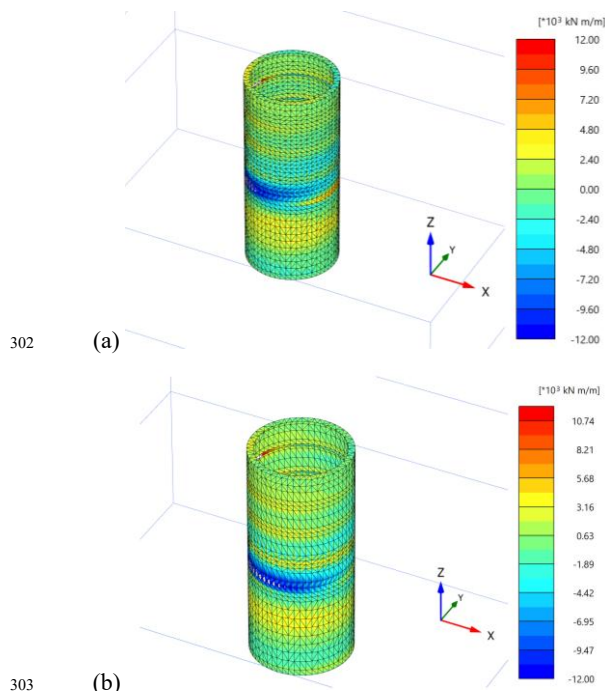 [*10³ kN m/m]
12.00
9.60
7.20
4.80
2.40
0.00
-2.40
-4.80
-7.20
-9.60
-12.00
Z
Y
X
302 (a)
[*10³ kN m/m]
10.74
8.21
5.68
3.16
0.63
-1.89
-4.42
-6.95
-9.47
-12.00
Z
Y
X
303 (b)